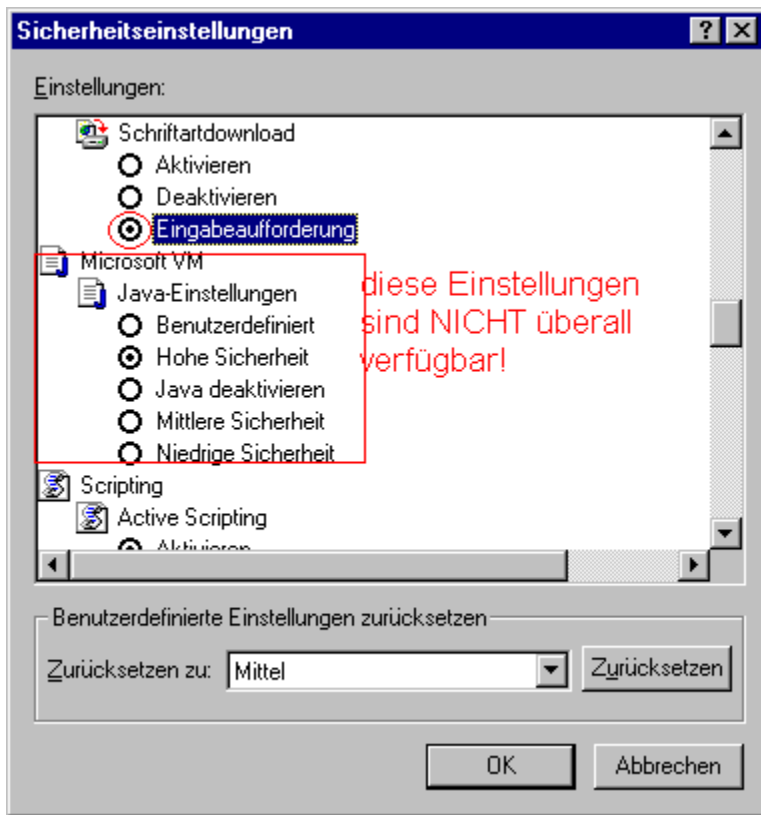 Sicherheitseinstellungen
Einstellungen:
Schriftartdownload
Aktivieren
Deaktivieren
Eingabeaufforderung
Microsoft VM
Java-Einstellungen
Benutzerdefiniert
Hohe Sicherheit
Java deaktivieren
Mittlere Sicherheit
Niedrige Sicherheit
diese Einstellungen
sind NICHT überall
verfügbar!
Scripting
Active Scripting
Aktivieren
Benutzerdefinierte Einstellungen zurücksetzen
Zurücksetzen zu: Mittel Zurücksetzen
OK Abbrechen